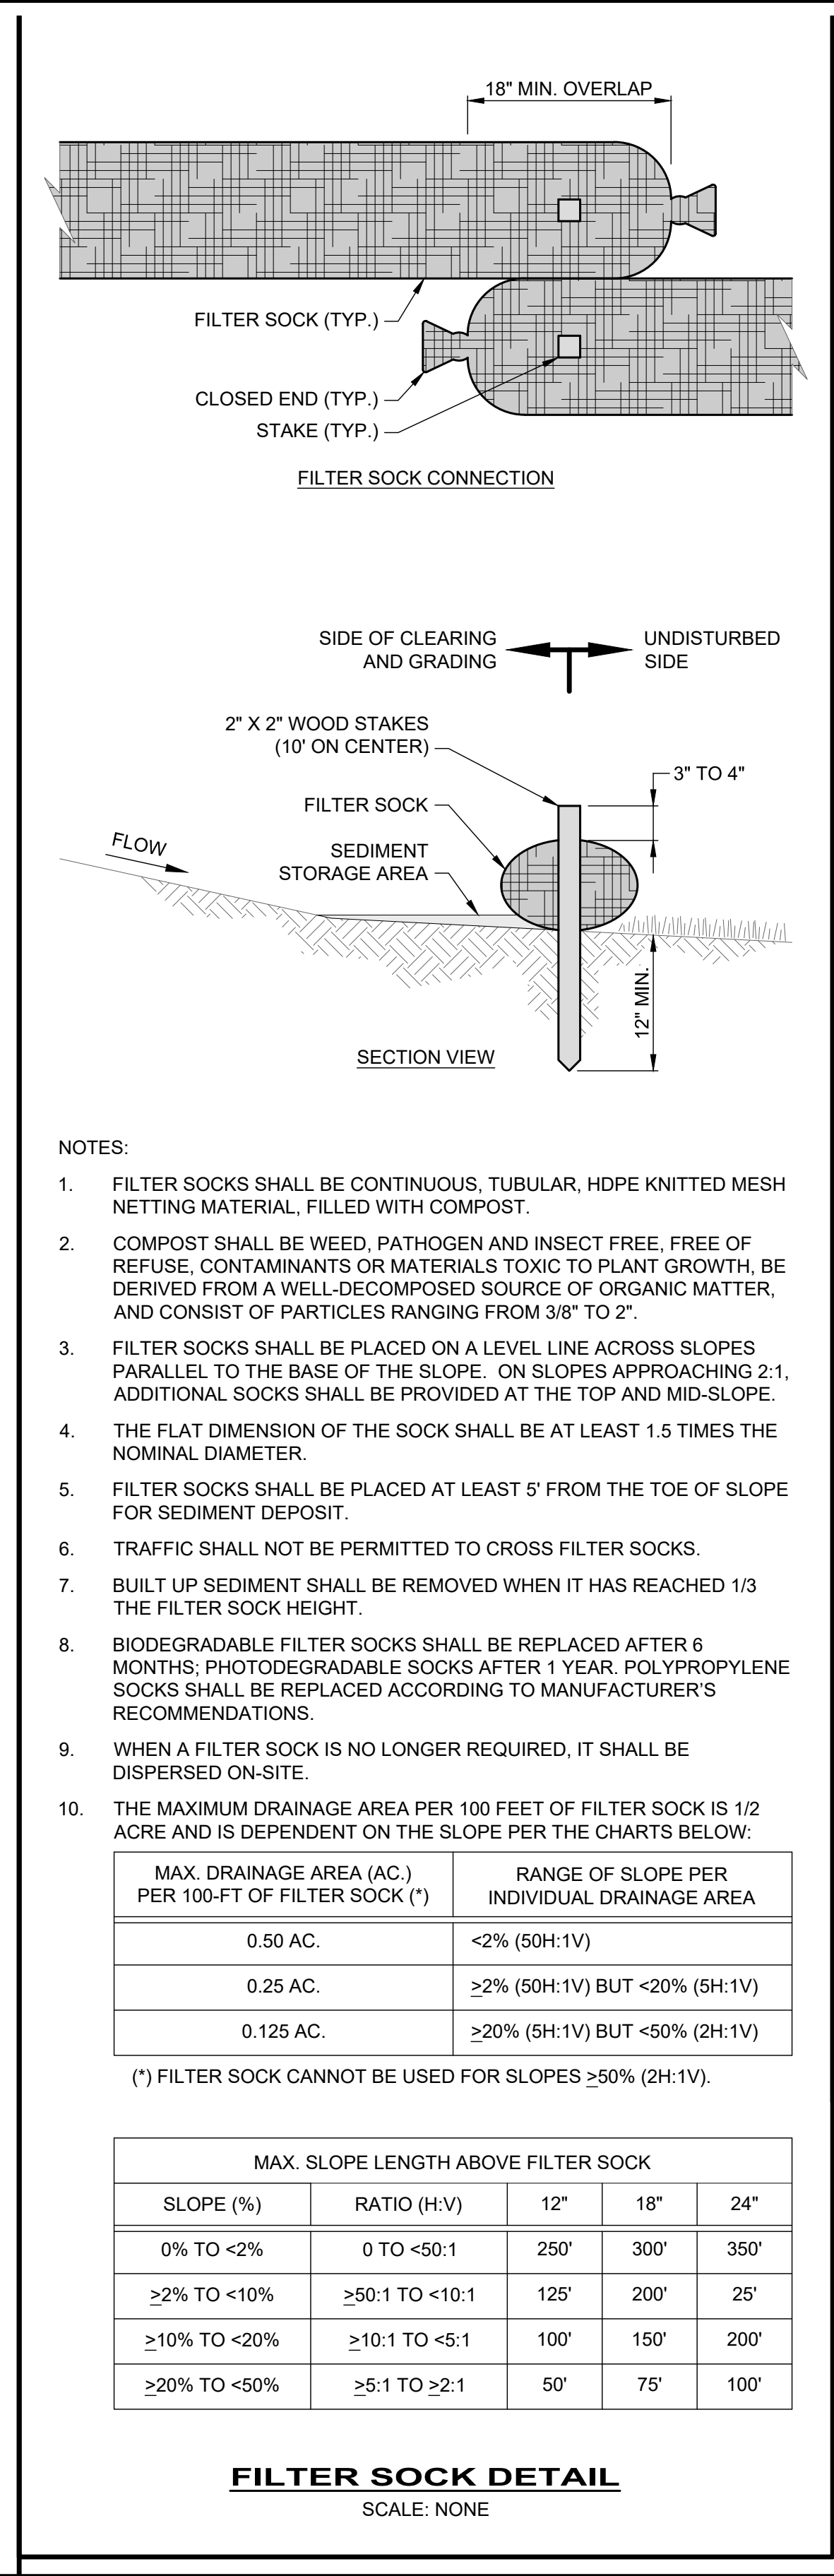 18" MIN. OVERLAP
FILTER SOCK (TYP.)
CLOSED END (TYP.)
STAKE (TYP.)
FILTER SOCK CONNECTION
SIDE OF CLEARING
AND GRADING
UNDISTURBED
SIDE
2" X 2" WOOD STAKES
(10' ON CENTER)
3" TO 4"
FILTER SOCK
FLOW
SEDIMENT
STORAGE AREA
12" MIN.
SECTION VIEW
NOTES:
1. FILTER SOCKS SHALL BE CONTINUOUS, TUBULAR, HDPE KNITTED MESH
NETTING MATERIAL, FILLED WITH COMPOST.
2. COMPOST SHALL BE WEED, PATHOGEN AND INSECT FREE, FREE OF
REFUSE, CONTAMINANTS OR MATERIALS TOXIC TO PLANT GROWTH, BE
DERIVED FROM A WELL-DECOMPOSED SOURCE OF ORGANIC MATTER,
AND CONSIST OF PARTICLES RANGING FROM 3/8" TO 2".
3. FILTER SOCKS SHALL BE PLACED ON A LEVEL LINE ACROSS SLOPES
PARALLEL TO THE BASE OF THE SLOPE. ON SLOPES APPROACHING 2:1,
ADDITIONAL SOCKS SHALL BE PROVIDED AT THE TOP AND MID-SLOPE.
4. THE FLAT DIMENSION OF THE SOCK SHALL BE AT LEAST 1.5 TIMES THE
NOMINAL DIAMETER.
5. FILTER SOCKS SHALL BE PLACED AT LEAST 5' FROM THE TOE OF SLOPE
FOR SEDIMENT DEPOSIT.
6. TRAFFIC SHALL NOT BE PERMITTED TO CROSS FILTER SOCKS.
7. BUILT UP SEDIMENT SHALL BE REMOVED WHEN IT HAS REACHED 1/3
THE FILTER SOCK HEIGHT.
8. BIODEGRADABLE FILTER SOCKS SHALL BE REPLACED AFTER 6
MONTHS; PHOTODEGRADABLE SOCKS AFTER 1 YEAR. POLYPROPYLENE
SOCKS SHALL BE REPLACED ACCORDING TO MANUFACTURER'S
RECOMMENDATIONS.
9. WHEN A FILTER SOCK IS NO LONGER REQUIRED, IT SHALL BE
DISPERSED ON-SITE.
10. THE MAXIMUM DRAINAGE AREA PER 100 FEET OF FILTER SOCK IS 1/2
ACRE AND IS DEPENDENT ON THE SLOPE PER THE CHARTS BELOW:
MAX. DRAINAGE AREA (AC.) RANGE OF SLOPE PER
PER 100-FT OF FILTER SOCK (*) INDIVIDUAL DRAINAGE AREA
0.50 AC. <2% (50H:1V)
0.25 AC. ≥2% (50H:1V) BUT <20% (5H:1V)
0.125 AC. ≥20% (5H:1V) BUT <50% (2H:1V)
(*) FILTER SOCK CANNOT BE USED FOR SLOPES ≥50% (2H:1V).
MAX. SLOPE LENGTH ABOVE FILTER SOCK
SLOPE (%) RATIO (H:V) 12" 18" 24"
0% TO <2% 0 TO <50:1 250' 300' 350'
≥2% TO <10% ≥50:1 TO <10:1 125' 200' 25'
≥10% TO <20% ≥10:1 TO <5:1 100' 150' 200'
≥20% TO <50% ≥5:1 TO ≥2:1 50' 75' 100'
FILTER SOCK DETAIL
SCALE: NONE